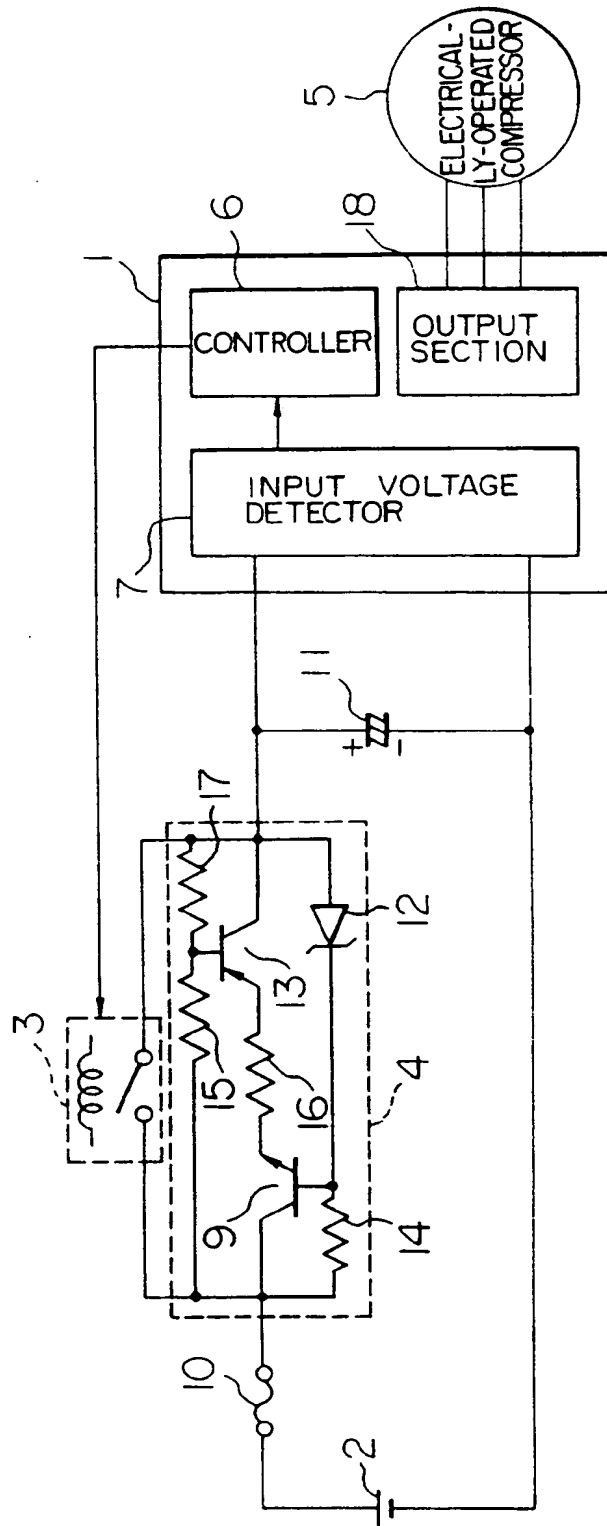 1
6
CONTROLLER
18
OUTPUT
SECTION
5
ELECTRICAL-
LY-OPERATED
COMPRESSOR
7
INPUT VOLTAGE
DETECTOR
11
+
-
3
17
15
13
16
12
9
14
4
10
2